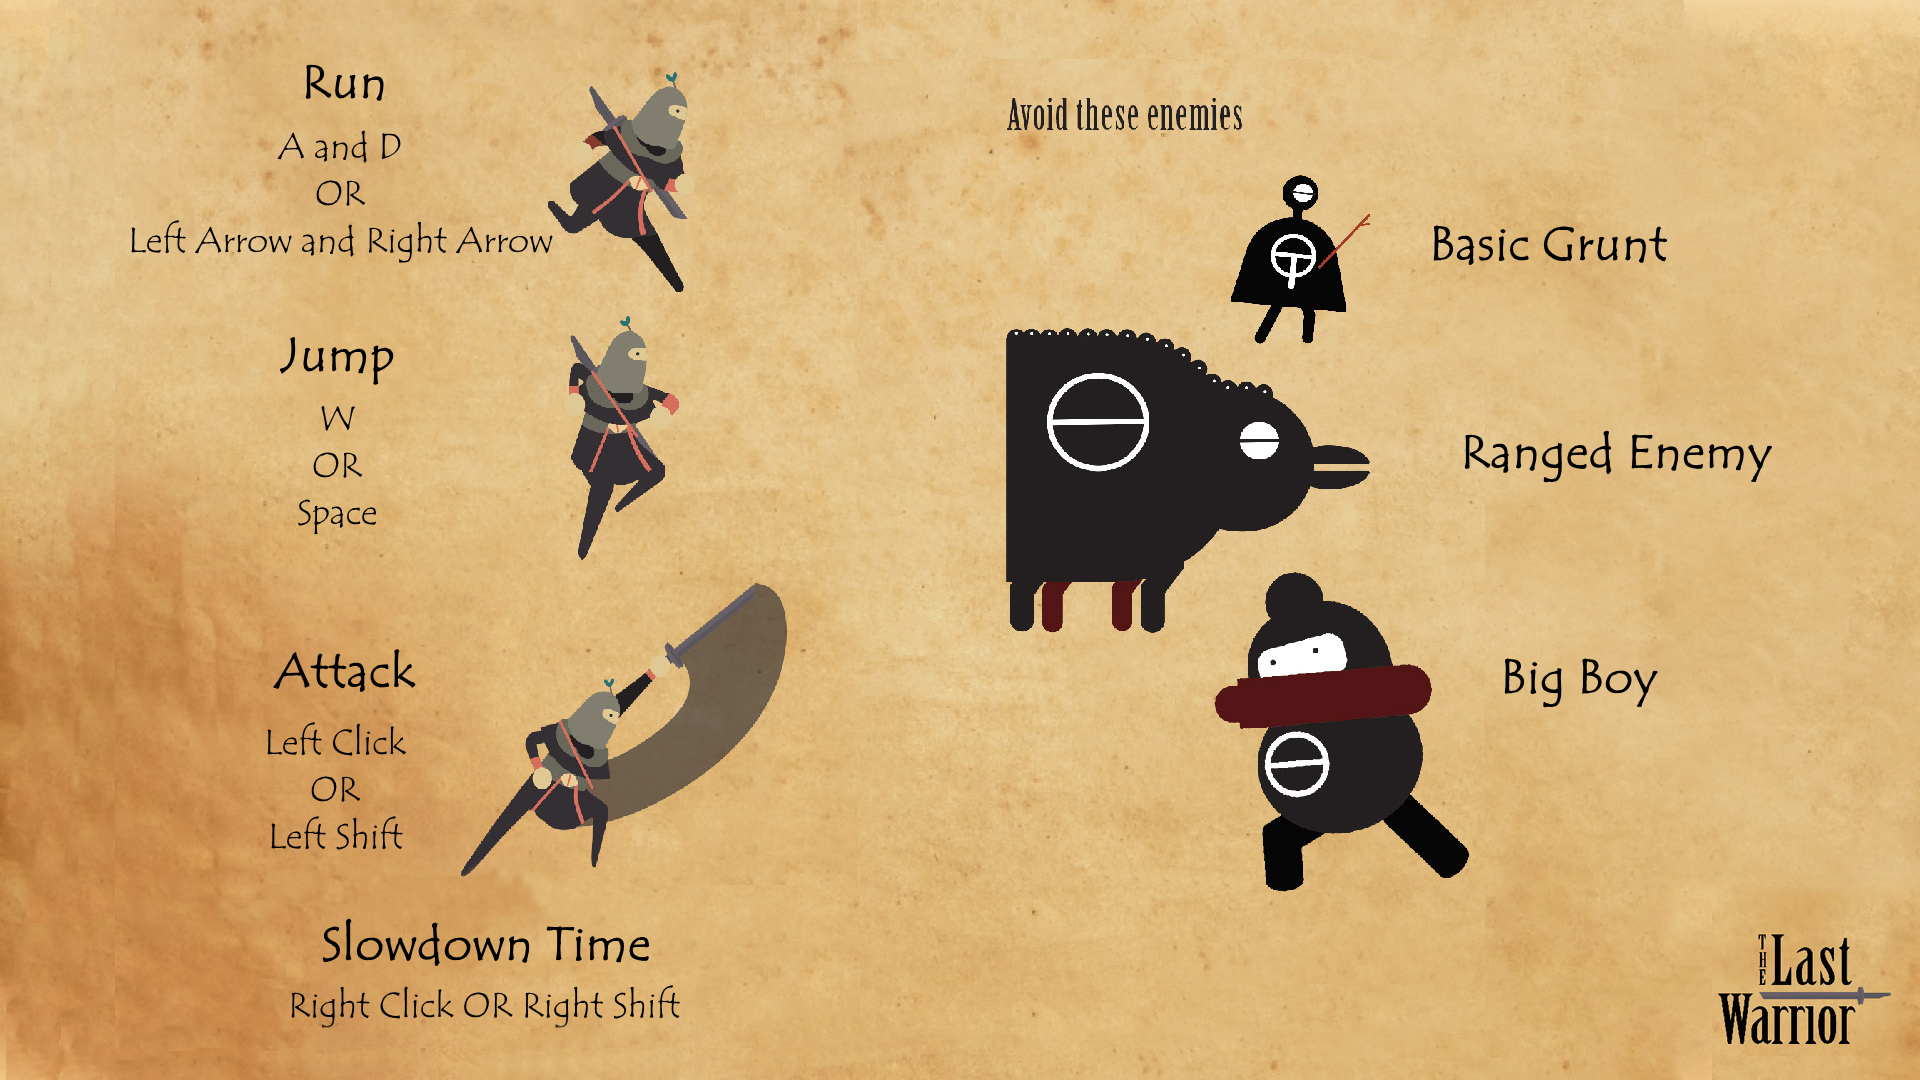 Run
A and D
OR
Left Arrow and Right Arrow
Jump
W
OR
Space
Attack
Left Click
OR
Left Shift
Slowdown Time
Right Click OR Right Shift
Avoid these enemies
Basic Grunt
Ranged Enemy
Big Boy
THE Last
Warrior